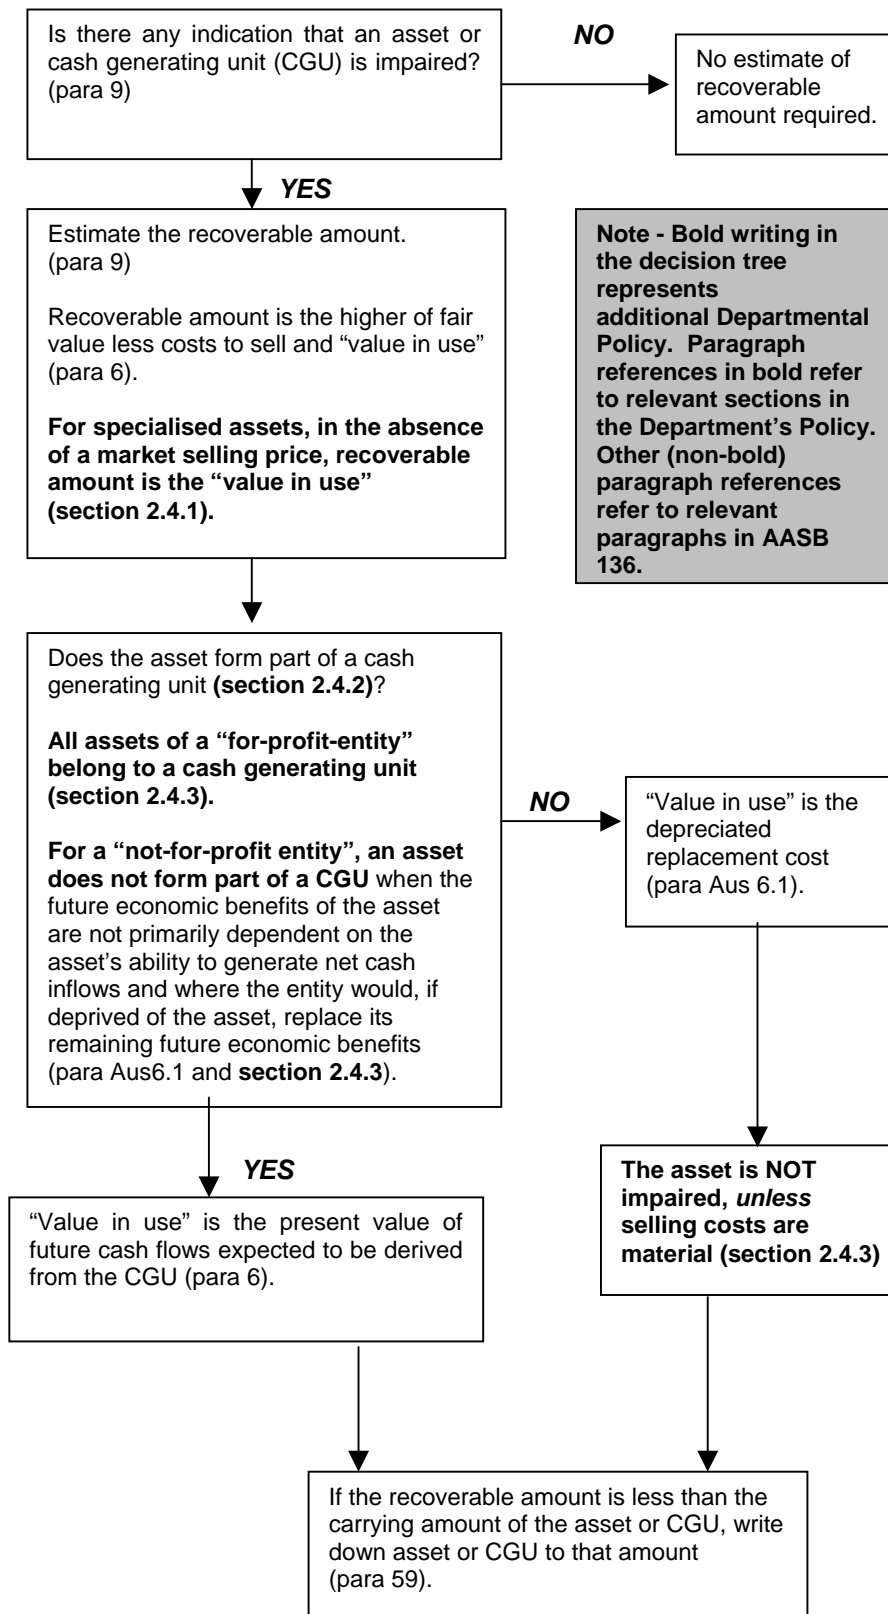 Is there any indication that an asset or
cash generating unit (CGU) is impaired?
(para 9)
NO
No estimate of
recoverable
amount required.
YES
Estimate the recoverable amount.
(para 9)
Recoverable amount is the higher of fair
value less costs to sell and “value in use”
(para 6).
For specialised assets, in the absence
of a market selling price, recoverable
amount is the “value in use”
(section 2.4.1).
Note - Bold writing in
the decision tree
represents
additional Departmental
Policy.  Paragraph
references in bold refer
to relevant sections in
the Department’s Policy.
Other (non-bold)
paragraph references
refer to relevant
paragraphs in AASB
136.
Does the asset form part of a cash
generating unit (section 2.4.2)?
All assets of a “for-profit-entity”
belong to a cash generating unit
(section 2.4.3).
For a “not-for-profit entity”, an asset
does not form part of a CGU when the
future economic benefits of the asset
are not primarily dependent on the
asset’s ability to generate net cash
inflows and where the entity would, if
deprived of the asset, replace its
remaining future economic benefits
(para Aus6.1 and section 2.4.3).
NO
“Value in use” is the
depreciated
replacement cost
(para Aus 6.1).
YES
“Value in use” is the present value of
future cash flows expected to be derived
from the CGU (para 6).
The asset is NOT
impaired, unless
selling costs are
material (section 2.4.3)
If the recoverable amount is less than the
carrying amount of the asset or CGU, write
down asset or CGU to that amount
(para 59).